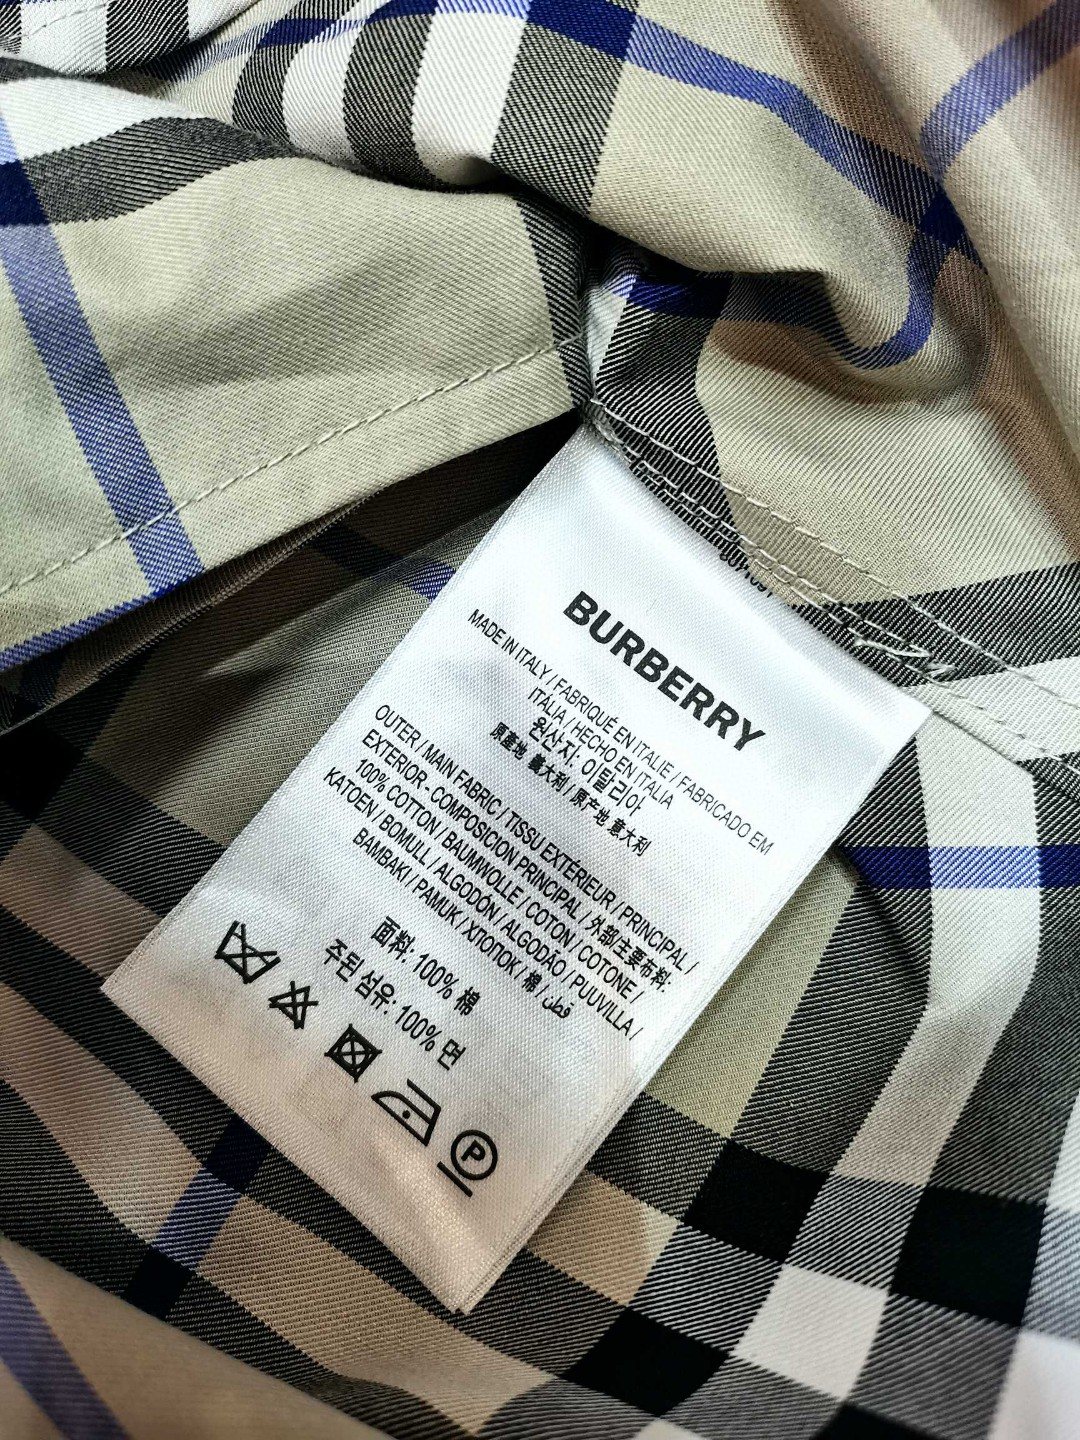 BURBERRY
MADE IN ITALY / FABRIQUÉ EN ITALIE / FABRICADO EM
ITÁLIA / HECHO EN ITALIA
원산지: 이탈리아
原產地 義大利 / 原产地 意大利
OUTER / MAIN FABRIC / TISSU EXTÉRIEUR / PRINCIPAL /
EXTERIOR - COMPOSICION PRINCIPAL / 外部主要布料:
100% COTTON / BAUMWOLLE / COTON / COTONE /
KATOEN / BOMULL / ALGODÓN / ALGODÃO / PUUVILLA /
BAMBAKI / PAMUK / ХЛОПОК / 棉 / قطن
面料: 100% 棉
주된 섬유: 100% 면
P